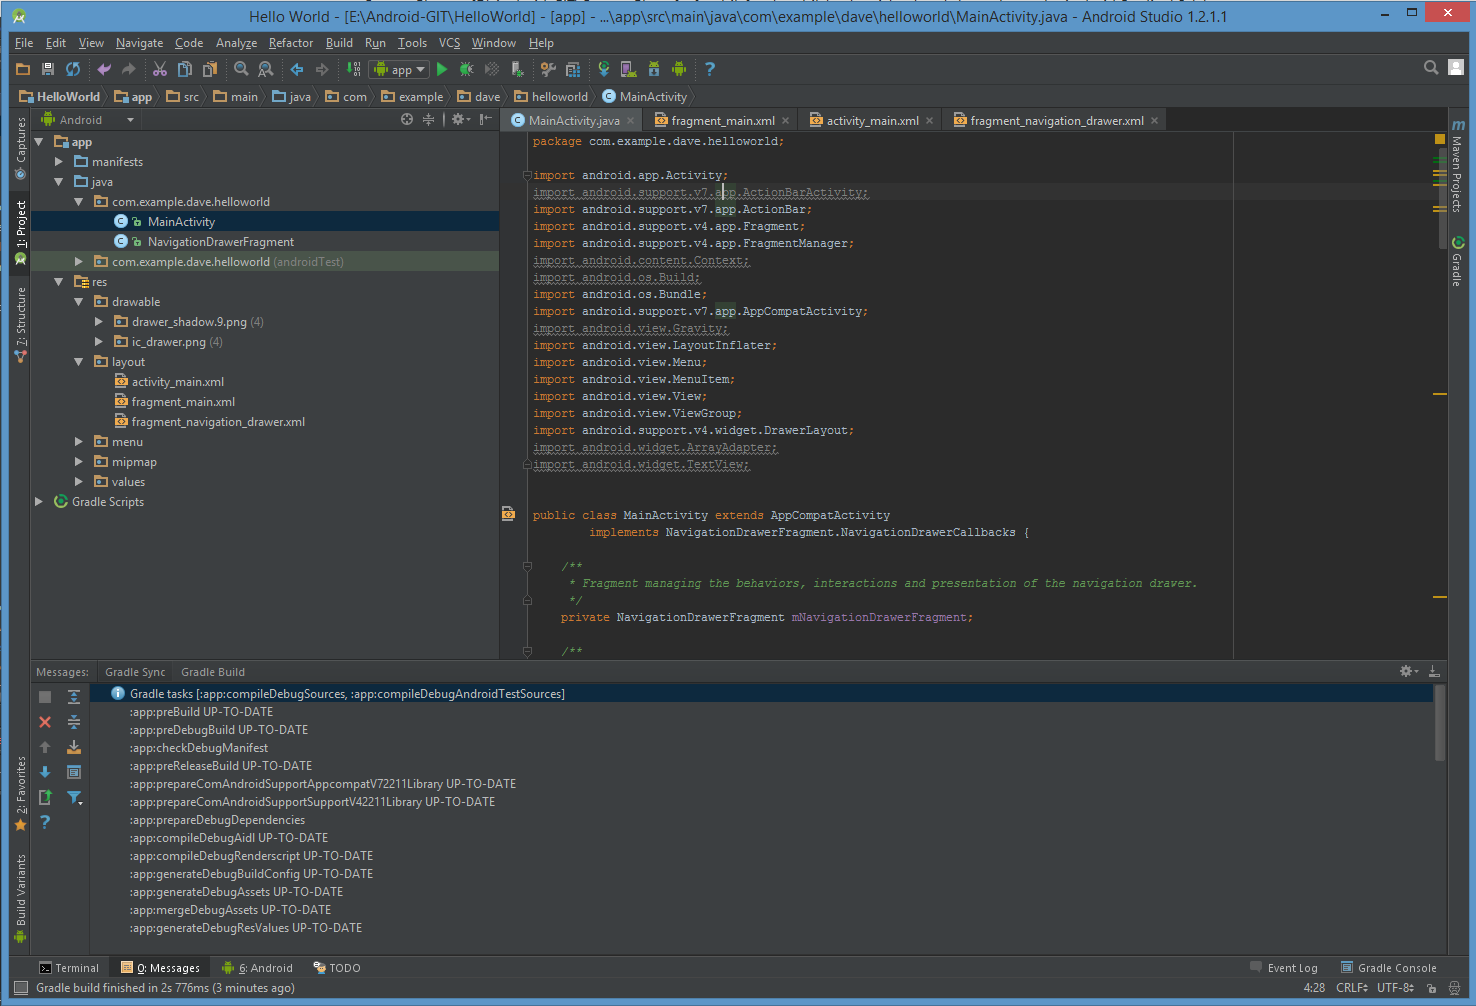 Hello World - [E:\Android-GIT\HelloWorld] - [app] - ...\app\src\main\java\com\example\dave\helloworld\MainActivity.java - Android Studio 1.2.1.1
File Edit View Navigate Code Analyze Refactor Build Run Tools VCS Window Help
app
HelloWorld app src main java com example dave helloworld MainActivity
Android
MainActivity.java fragment_main.xml activity_main.xml fragment_navigation_drawer.xml
Captures
1: Project
7: Structure
2: Favorites
Build Variants
app
manifests
java
com.example.dave.helloworld
MainActivity
NavigationDrawerFragment
com.example.dave.helloworld (androidTest)
res
drawable
drawer_shadow.9.png (4)
ic_drawer.png (4)
layout
activity_main.xml
fragment_main.xml
fragment_navigation_drawer.xml
menu
mipmap
values
Gradle Scripts
package com.example.dave.helloworld;
import android.app.Activity;
import android.support.v7.app.ActionBarActivity;
import android.support.v7.app.ActionBar;
import android.support.v4.app.Fragment;
import android.support.v4.app.FragmentManager;
import android.content.Context;
import android.os.Build;
import android.os.Bundle;
import android.support.v7.app.AppCompatActivity;
import android.view.Gravity;
import android.view.LayoutInflater;
import android.view.Menu;
import android.view.MenuItem;
import android.view.View;
import android.view.ViewGroup;
import android.support.v4.widget.DrawerLayout;
import android.widget.ArrayAdapter;
import android.widget.TextView;
public class MainActivity extends AppCompatActivity
implements NavigationDrawerFragment.NavigationDrawerCallbacks {
/**
* Fragment managing the behaviors, interactions and presentation of the navigation drawer.
*/
private NavigationDrawerFragment mNavigationDrawerFragment;
/**
m
Maven Projects
Gradle
Messages: Gradle Sync Gradle Build
Gradle tasks [:app:compileDebugSources, :app:compileDebugAndroidTestSources]
:app:preBuild UP-TO-DATE
:app:preDebugBuild UP-TO-DATE
:app:checkDebugManifest
:app:preReleaseBuild UP-TO-DATE
:app:prepareComAndroidSupportAppcompatV72211Library UP-TO-DATE
:app:prepareComAndroidSupportSupportV42211Library UP-TO-DATE
:app:prepareDebugDependencies
:app:compileDebugAidl UP-TO-DATE
:app:compileDebugRenderscript UP-TO-DATE
:app:generateDebugBuildConfig UP-TO-DATE
:app:generateDebugAssets UP-TO-DATE
:app:mergeDebugAssets UP-TO-DATE
:app:generateDebugResValues UP-TO-DATE
Terminal 0: Messages 6: Android TODO Event Log Gradle Console
Gradle build finished in 2s 776ms (3 minutes ago) 4:28 CRLF UTF-8